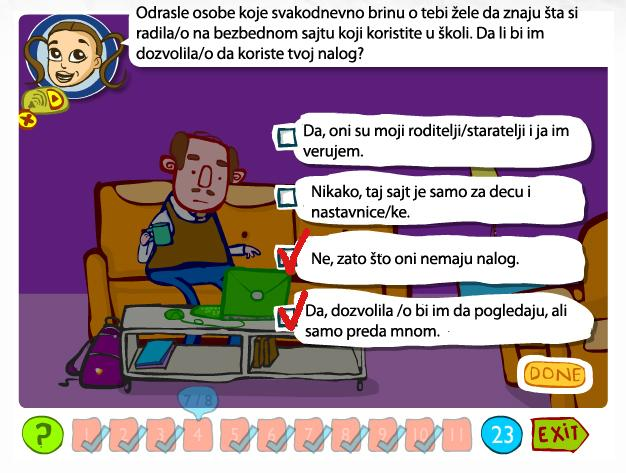 Odrasle osobe koje svakodnevno brinu o tebi žele da znaju šta si
radila/o na bezbednom sajtu koji koristite u školi. Da li bi im
dozvolila/o da koriste tvoj nalog?
Da, oni su moji roditelji/staratelji i ja im
verujem.
Nikako, taj sajt je samo za decu i
nastavnice/ke.
Ne, zato što oni nemaju nalog.
Da, dozvolila /o bi im da pogledaju, ali
samo preda mnom.
DONE
7 / 8
? 1 2 3 4 5 6 7 8 9 10 11 23 EXiT